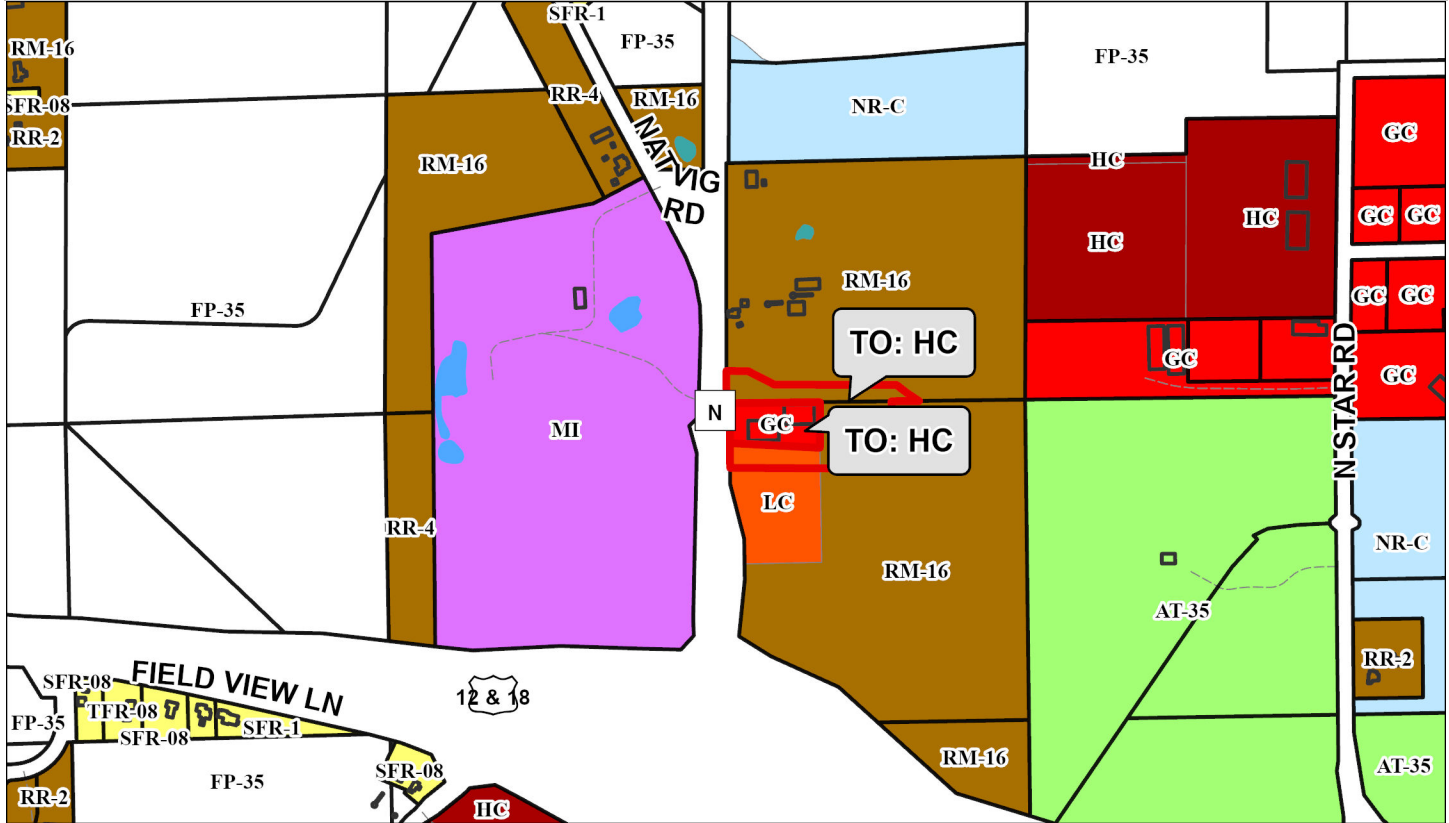 SFR-1
FP-35
RM-16
FP-35
SFR-08
RR-4
RM-16
NR-C
GC
RR-2
RM-16
NATVIG
RD
HC
GC
GC
HC
HC
FP-35
RM-16
GC
GC
TO: HC
GC
GC
N
GC
TO: HC
MI
N STAR RD
LC
RR-4
RM-16
NR-C
AT-35
RR-2
FIELD VIEW LN
SFR-08
12 & 18
TFR-08
FP-35
SFR-08
SFR-1
RM-16
AT-35
SFR-08
FP-35
RR-2
HC